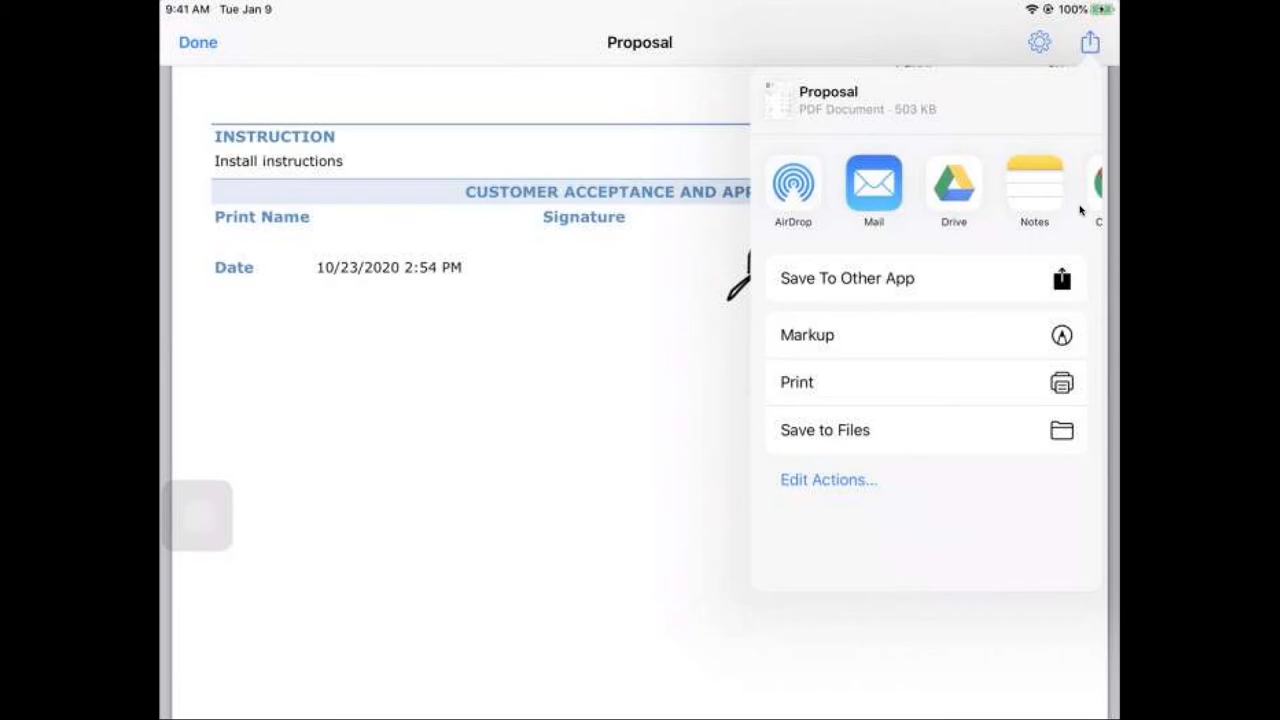 9:41 AM Tue Jan 9 100%
Done Proposal
Proposal
PDF Document · 503 KB
INSTRUCTION
Install instructions
CUSTOMER ACCEPTANCE AND
Print Name Signature
Date 10/23/2020 2:54 PM
AirDrop Mail Drive Notes
Save To Other App
Markup
Print
Save to Files
Edit Actions...